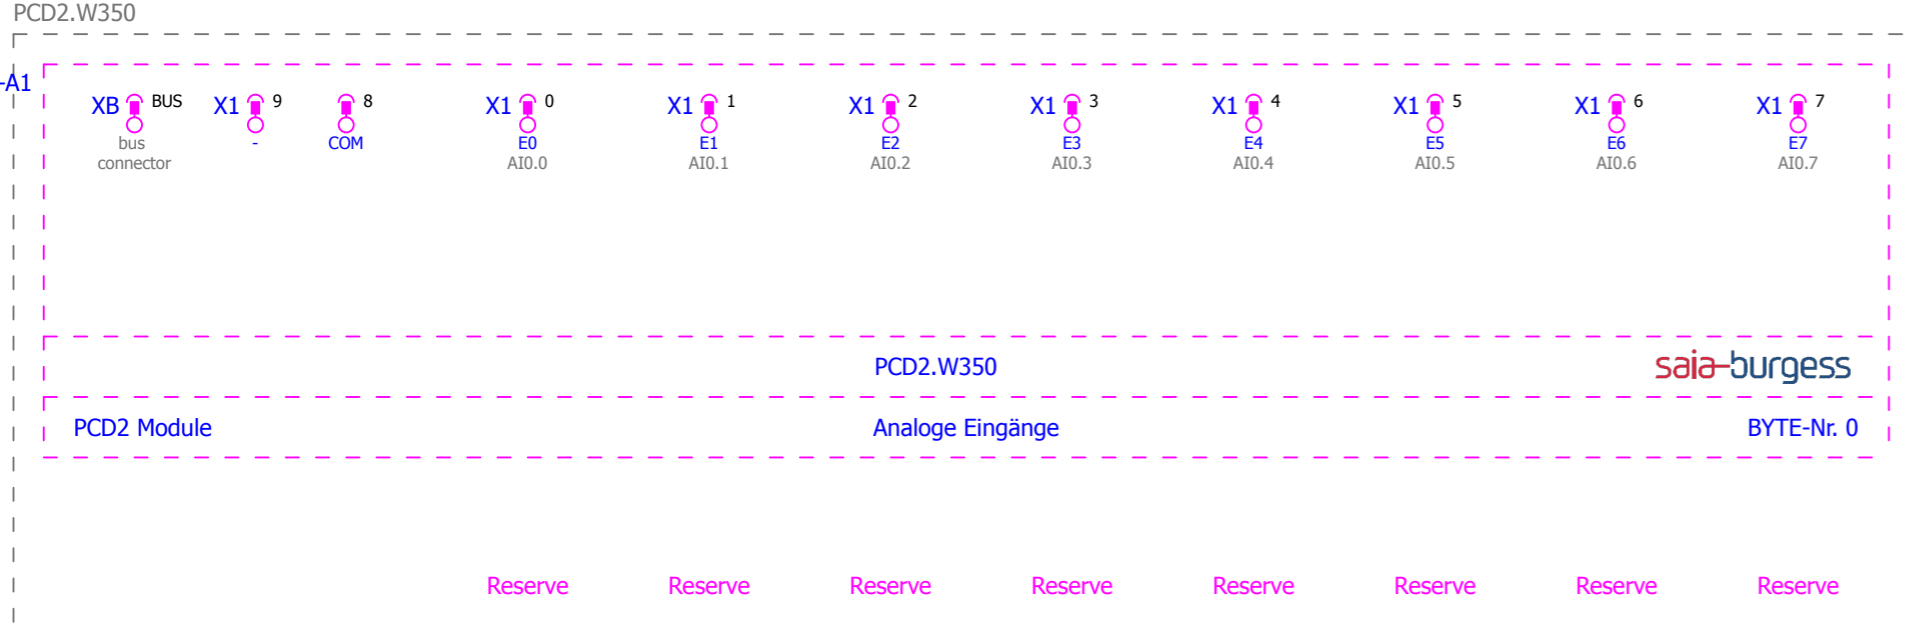 PCD2.W350
-A1
XB BUS X1 9 8 X1 0 X1 1 X1 2 X1 3 X1 4 X1 5 X1 6 X1 7
bus - COM E0 E1 E2 E3 E4 E5 E6 E7
connector AI0.0 AI0.1 AI0.2 AI0.3 AI0.4 AI0.5 AI0.6 AI0.7
PCD2.W350 saia-burgess
PCD2 Module Analoge Eingänge BYTE-Nr. 0
Reserve Reserve Reserve Reserve Reserve Reserve Reserve Reserve